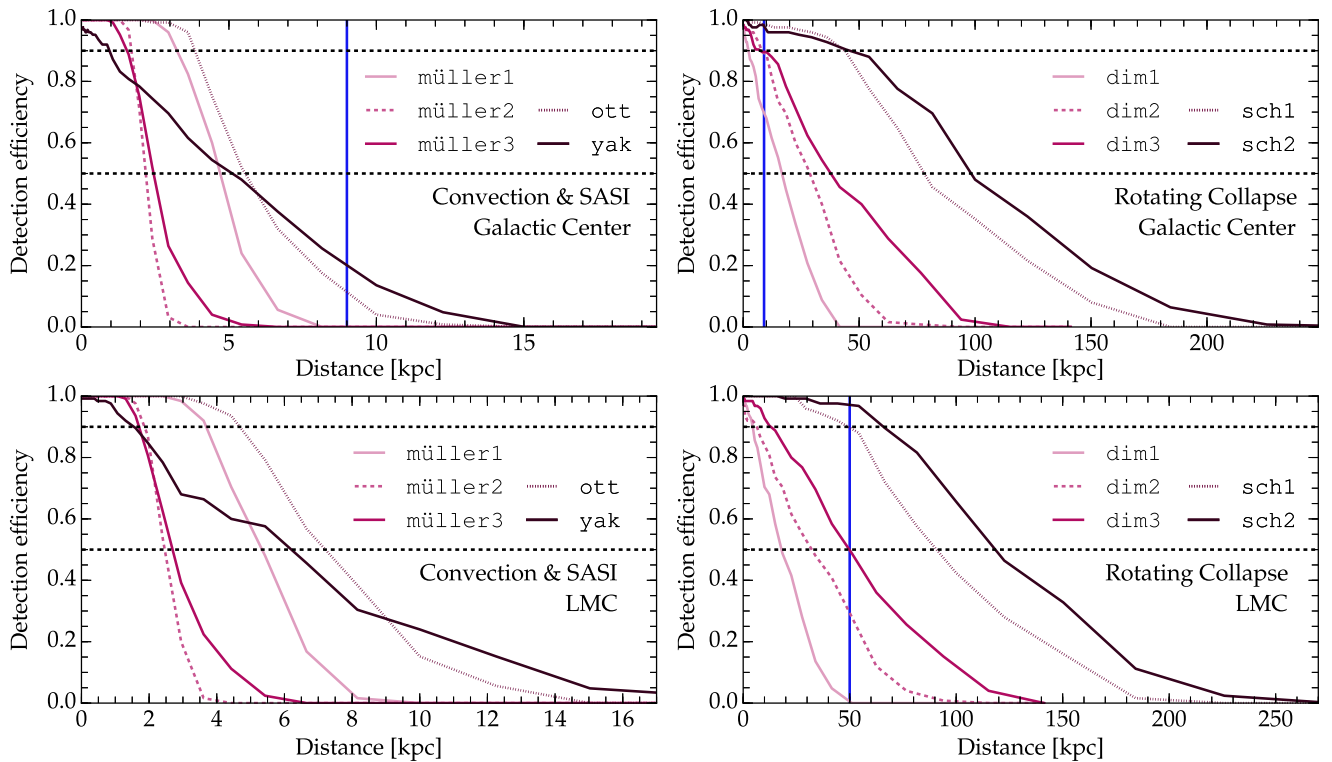 1.0
0.8
0.6
0.4
0.2
0.0
Detection efficiency
müller1
müller2
ott
müller3
yak
Convection & SASI
Galactic Center
0
5
10
15
Distance [kpc]
1.0
0.8
0.6
0.4
0.2
0.0
Detection efficiency
dim1
dim2
sch1
dim3
sch2
Rotating Collapse
Galactic Center
0
50
100
150
200
Distance [kpc]
1.0
0.8
0.6
0.4
0.2
0.0
Detection efficiency
müller1
müller2
ott
müller3
yak
Convection & SASI
LMC
0
2
4
6
8
10
12
14
16
Distance [kpc]
1.0
0.8
0.6
0.4
0.2
0.0
Detection efficiency
dim1
dim2
sch1
dim3
sch2
Rotating Collapse
LMC
0
50
100
150
200
250
Distance [kpc]